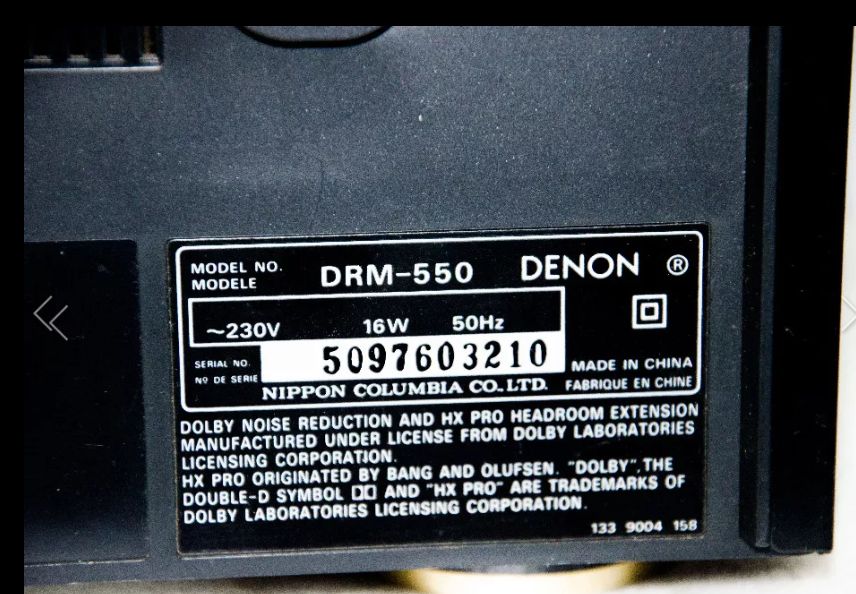 MODEL NO. DRM-550 DENON ®
MODELE
~230V 16W 50Hz
SERIAL NO. 5097603210 MADE IN CHINA
Nº DE SERIE NIPPON COLUMBIA CO., LTD. FABRIQUE EN CHINE
DOLBY NOISE REDUCTION AND HX PRO HEADROOM EXTENSION
MANUFACTURED UNDER LICENSE FROM DOLBY LABORATORIES
LICENSING CORPORATION.
HX PRO ORIGINATED BY BANG AND OLUFSEN. "DOLBY", THE
DOUBLE-D SYMBOL AND "HX PRO" ARE TRADEMARKS OF
DOLBY LABORATORIES LICENSING CORPORATION.
133 9004 158